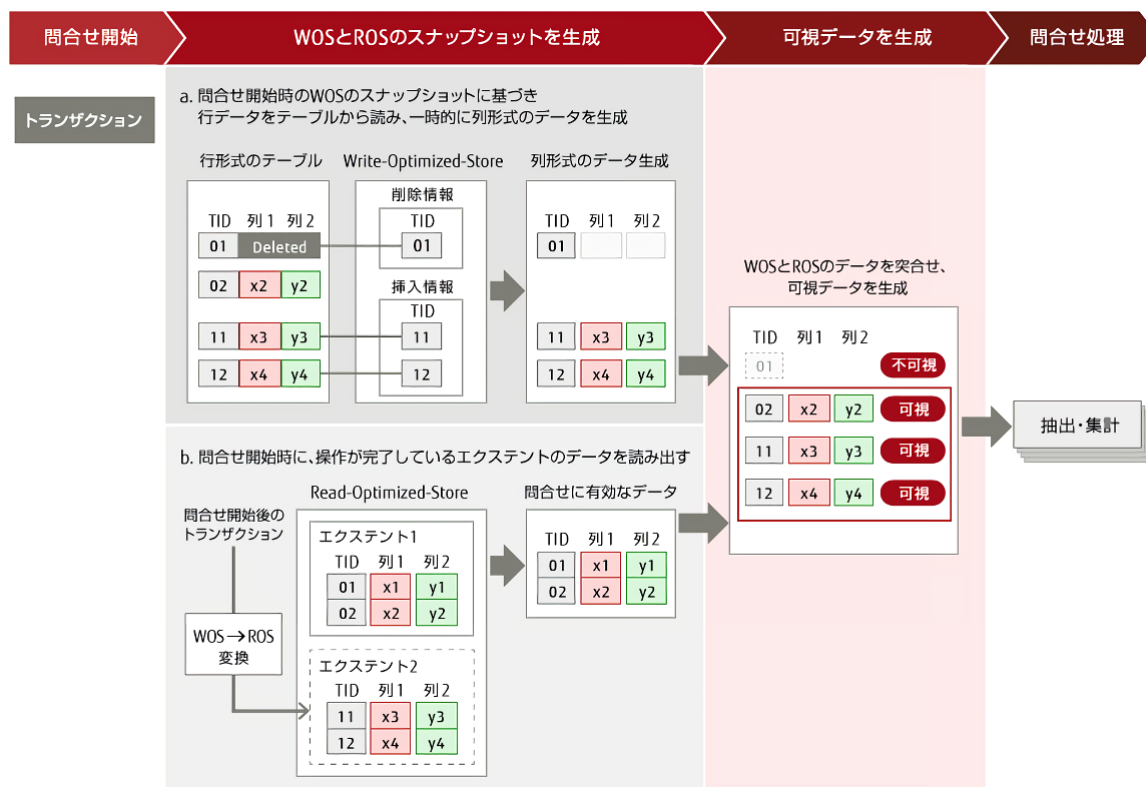 問合せ開始
WOSとROSのスナップショットを生成
可視データを生成
問合せ処理
トランザクション
a. 問合せ開始時のWOSのスナップショットに基づき
行データをテーブルから読み、一時的に列形式のデータを生成
行形式のテーブル
TID 列1 列2
01 Deleted
02 x2 y2
11 x3 y3
12 x4 y4
Write-Optimized-Store
削除情報
TID
01
挿入情報
TID
11
12
列形式のデータ生成
TID 列1 列2
01
11 x3 y3
12 x4 y4
b. 問合せ開始時に、操作が完了しているエクステントのデータを読み出す
問合せ開始後の
トランザクション
WOS→ROS
変換
Read-Optimized-Store
エクステント1
TID 列1 列2
01 x1 y1
02 x2 y2
エクステント2
TID 列1 列2
11 x3 y3
12 x4 y4
問合せに有効なデータ
TID 列1 列2
01 x1 y1
02 x2 y2
WOSとROSのデータを突合せ、
可視データを生成
TID 列1 列2
01 不可視
02 x2 y2 可視
11 x3 y3 可視
12 x4 y4 可視
抽出・集計